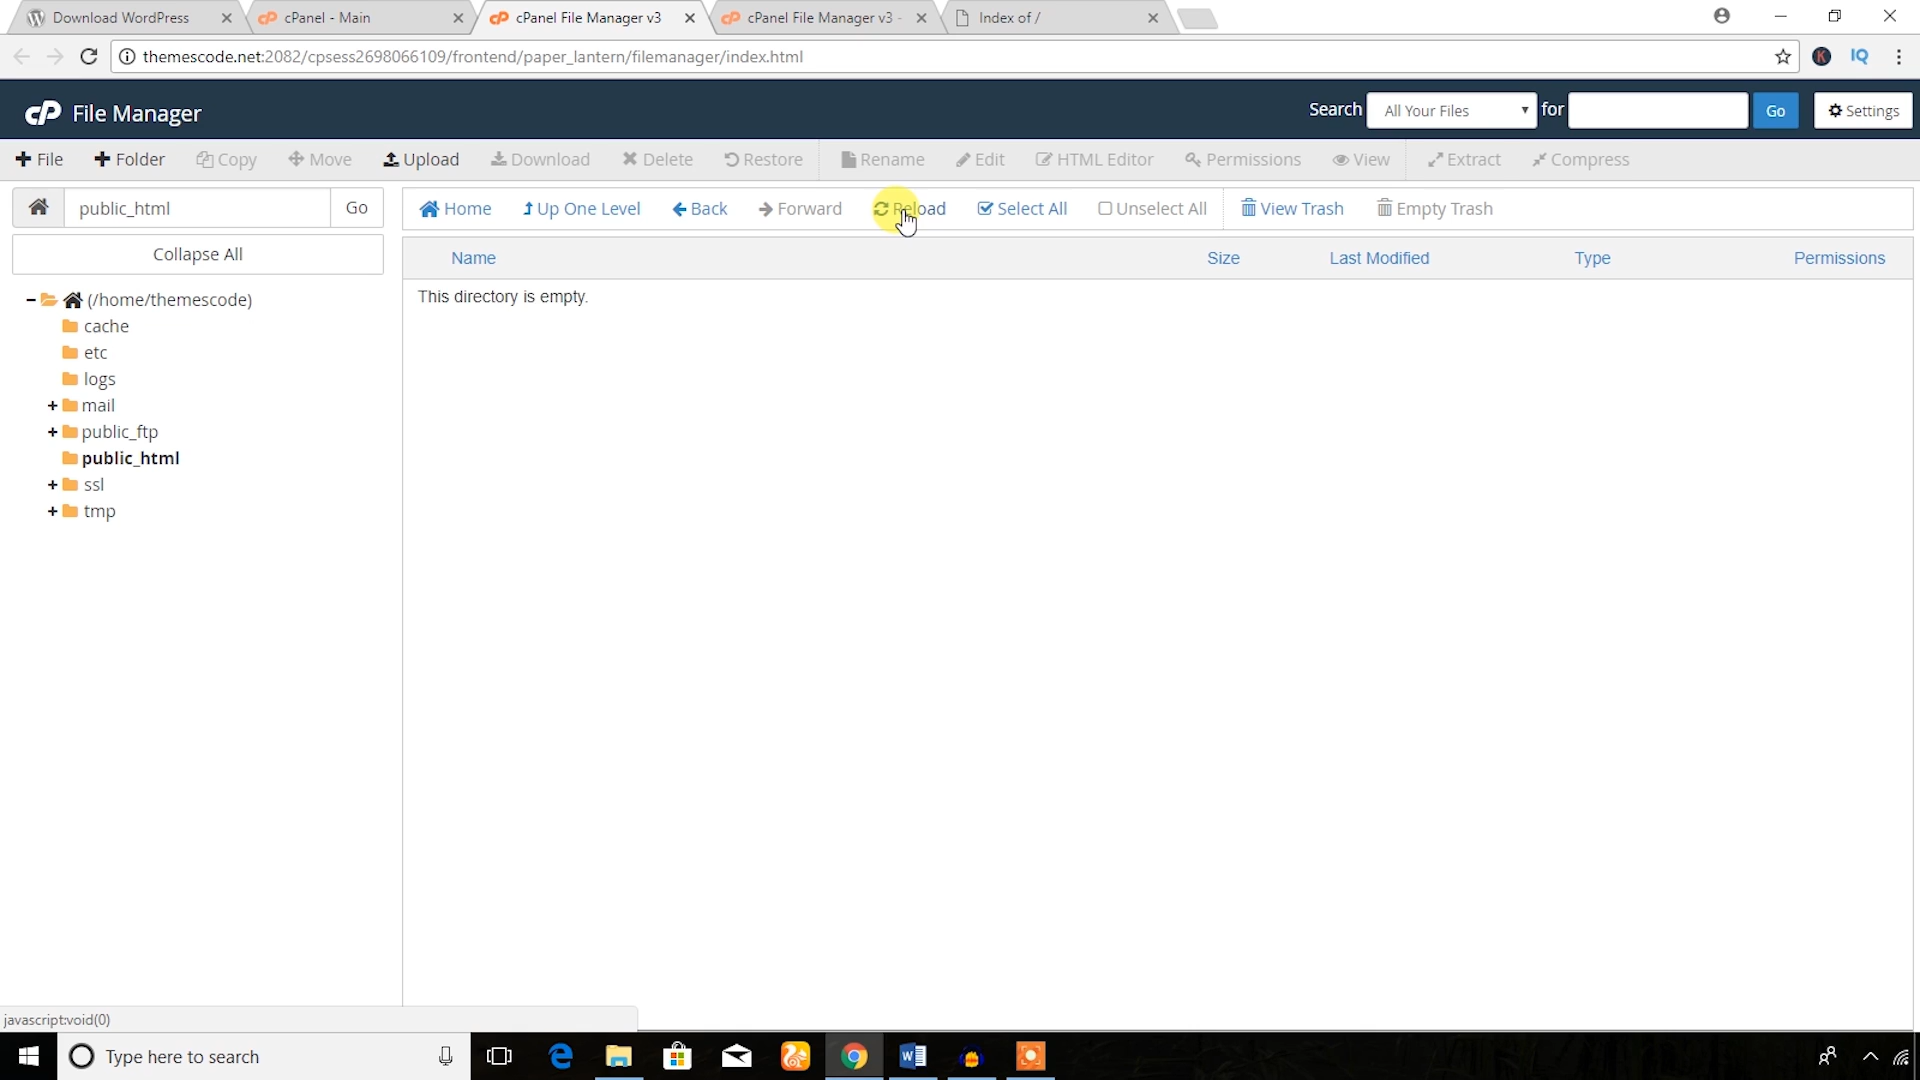 Download WordPress
cPanel - Main
cPanel File Manager v3
cPanel File Manager v3 -
Index of /
themescode.net:2082/cpsess2698066109/frontend/paper_lantern/filemanager/index.html
IQ
K
cP File Manager
Search All Your Files for Go Settings
File Folder Copy Move Upload Download Delete Restore Rename Edit HTML Editor Permissions View Extract Compress
public_html Go
Home Up One Level Back Forward Reload Select All Unselect All View Trash Empty Trash
Collapse All
Name Size Last Modified Type Permissions
This directory is empty.
(/home/themescode)
cache
etc
logs
mail
public_ftp
public_html
ssl
tmp
javascript:void(0)
Type here to search